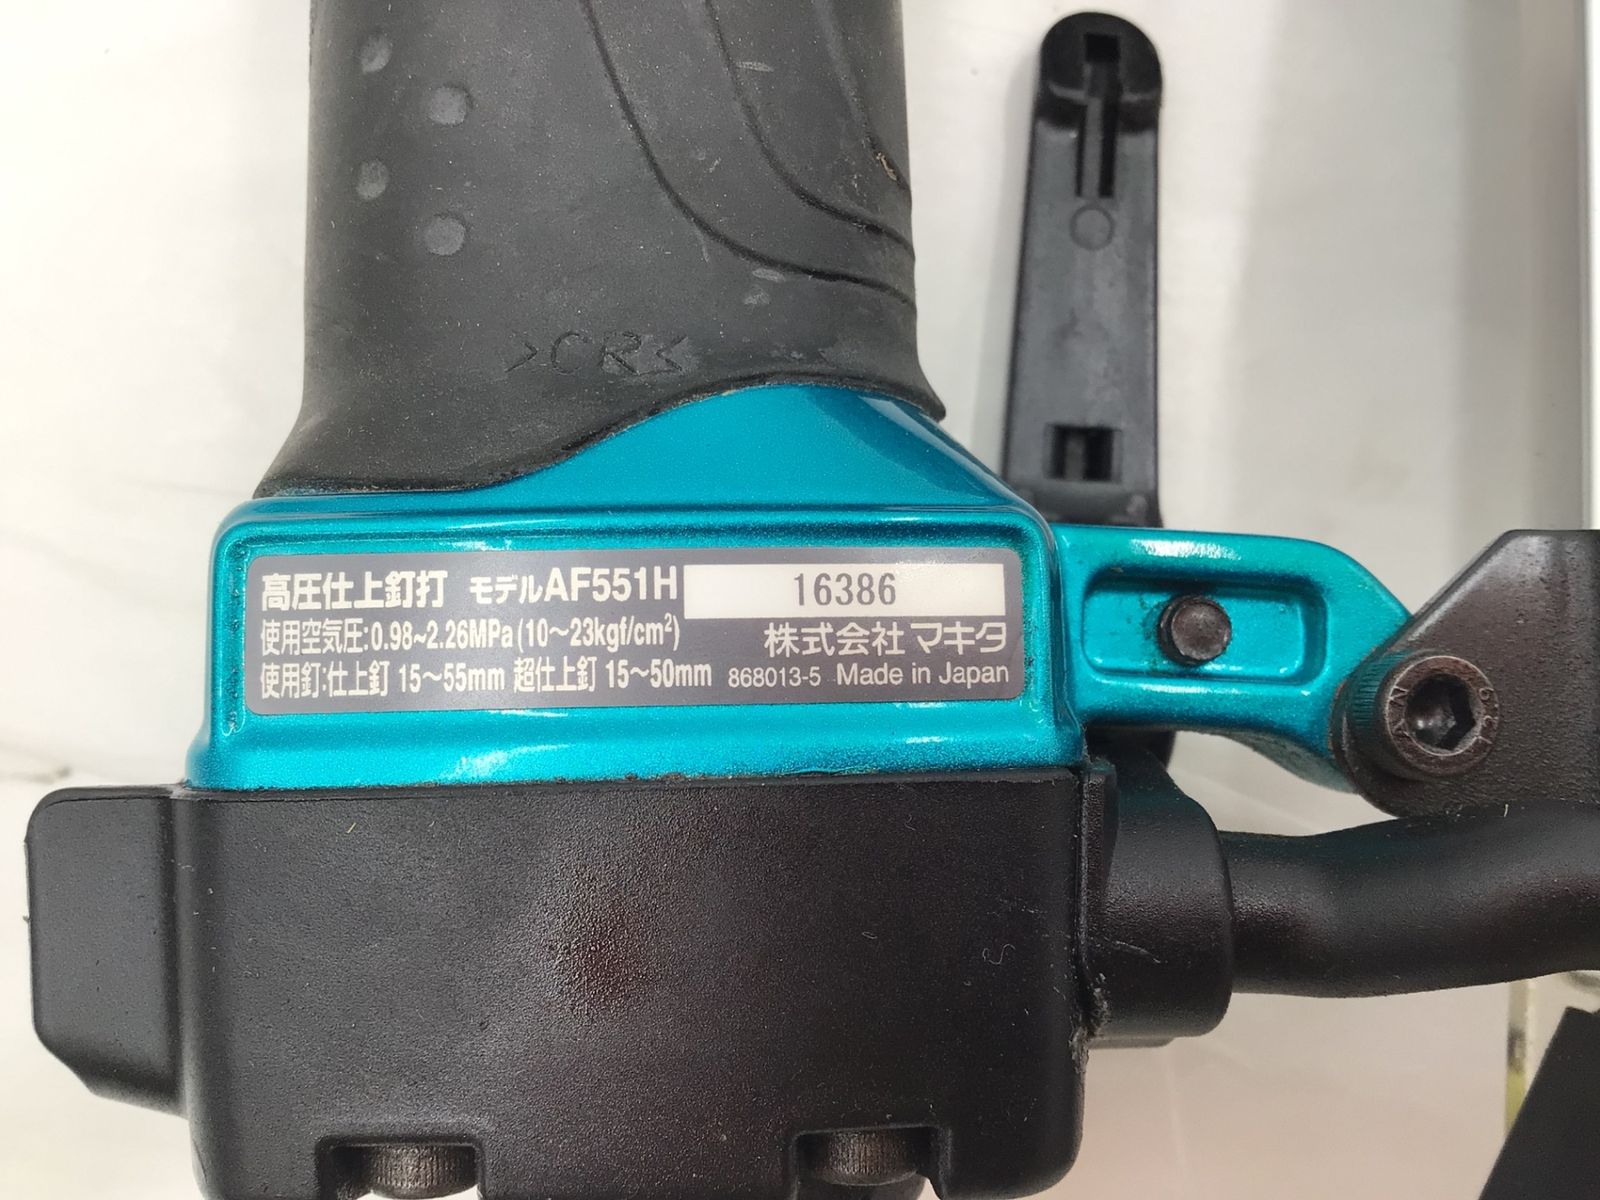 >CR<
高圧仕上釘打 モデルAF551H 16386
使用空気圧:0.98~2.26MPa(10~23kgf/cm²) 株式会社マキタ
使用釘:仕上釘 15~55mm 超仕上釘 15~50mm 868013-5 Made in Japan